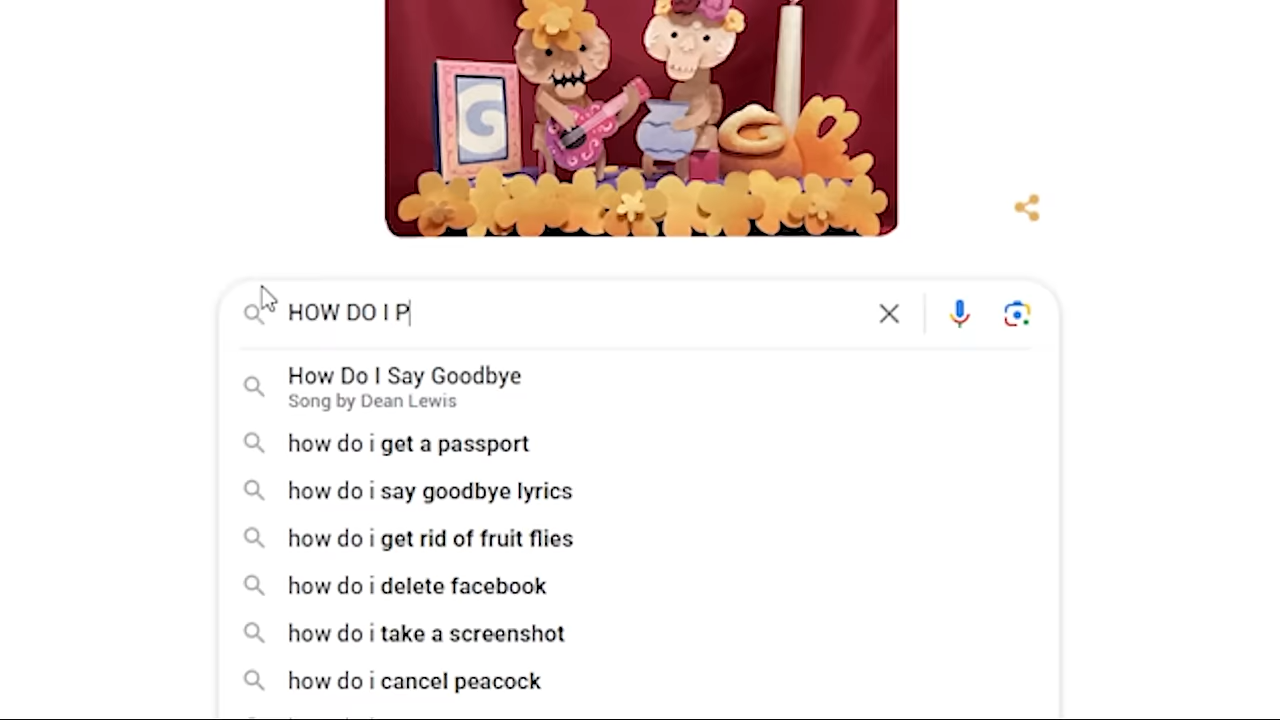 HOW DO I P
How Do I Say Goodbye
Song by Dean Lewis
how do i get a passport
how do i say goodbye lyrics
how do i get rid of fruit flies
how do i delete facebook
how do i take a screenshot
how do i cancel peacock